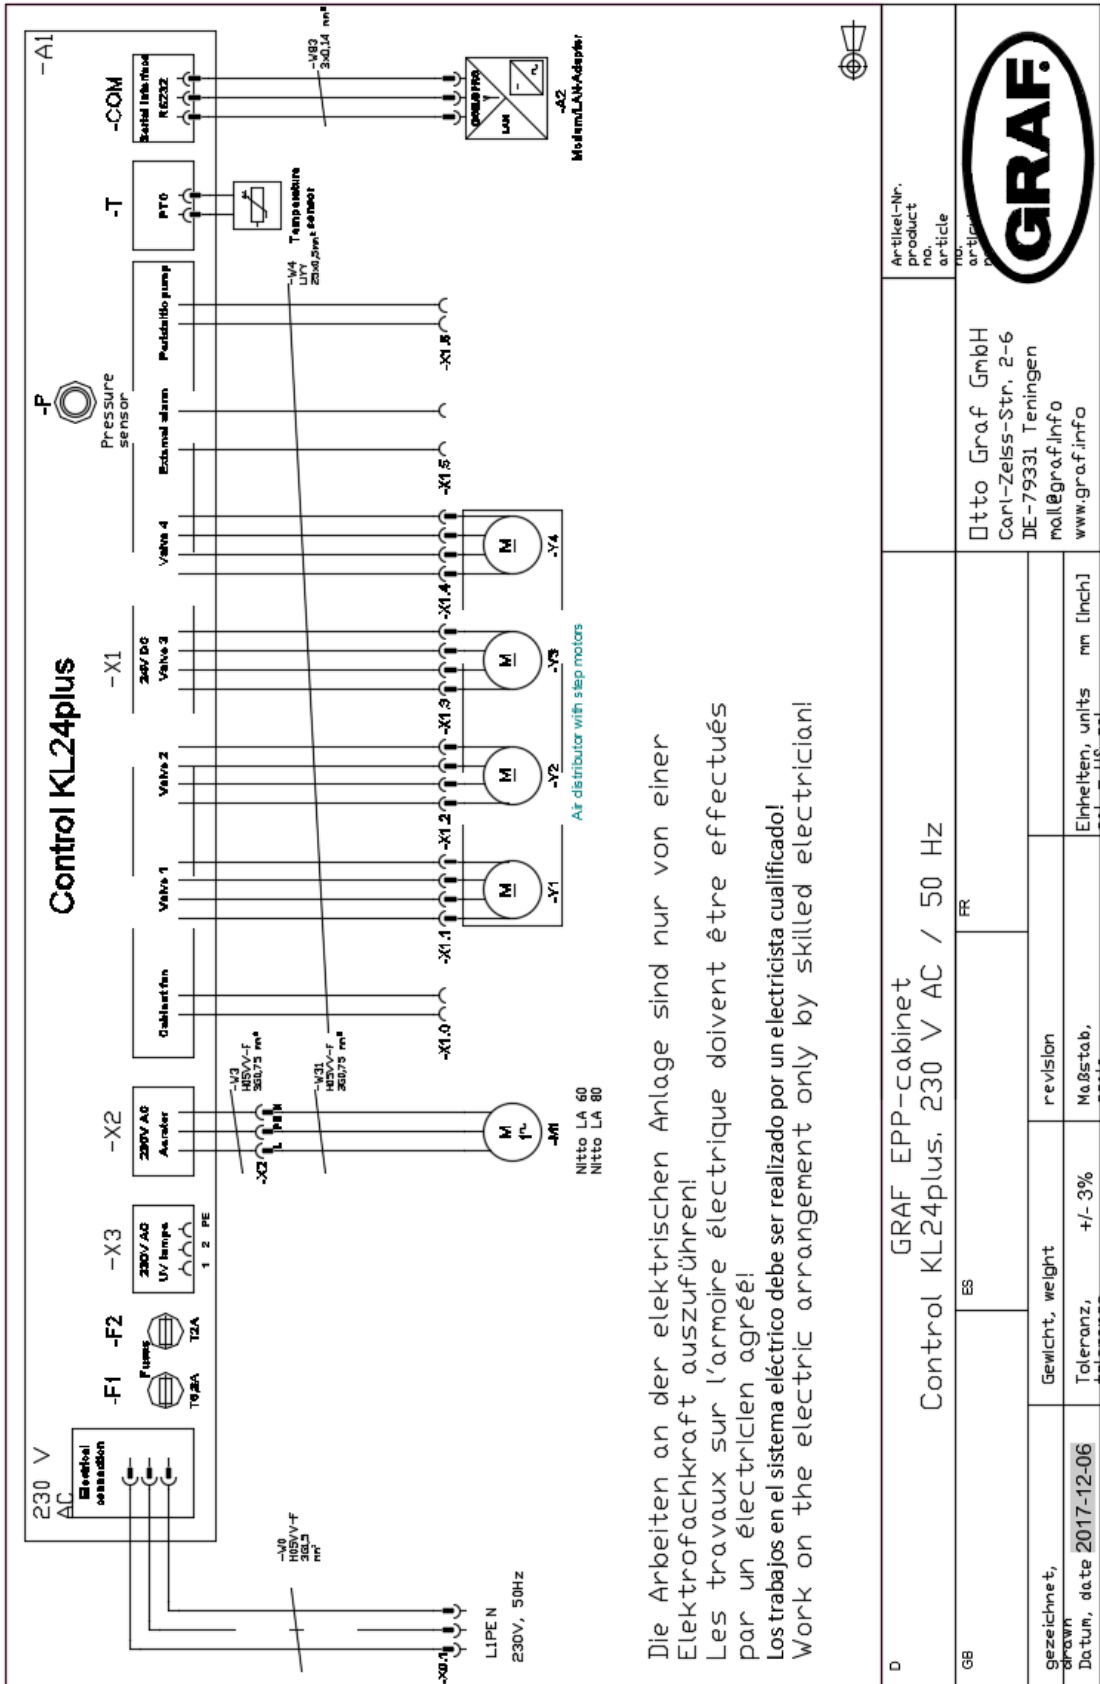 Control KL24plus
230 V
AC
Electrical
connection
-F1
-F2
Fuses
T6,3A
T2A
-X3
230V AC
UV lamps
1 2 PE
-X2
230V AC
Aerator
-X1
24V DC
Cabinet fan
Valve 1
Valve 2
Valve 3
Valve 4
External alarm
Peristaltic pump
-P
Pressure
sensor
-T
PTC
-COM
Serial Interface
RS232
-A1
-W0
H05VV-F
3G1,5
mm²
-X0.1
L1PE N
230V, 50Hz
-W3
H05VV-F
3G0,75 mm²
-X2
L PE N
-W31
H05VV-F
3G0,75 mm²
M
1~
-M1
Nitto LA 60
Nitto LA 80
-X1.0
-X1.1
-X1.2
-X1.3
-X1.4
-X1.5
-X1.6
M
-Y1
M
-Y2
M
-Y3
M
-Y4
Air distributor with step motors
-W4
LIYY
25x0,5mm²
Temperature
sensor
-W83
3x0,14 mm²
LAN
-A2
Modem/LAN-Adapter
Die Arbeiten an der elektrischen Anlage sind nur von einer
Elektrofachkraft auszuführen!
Les travaux sur l'armoire électrique doivent être effectués
par un électricien agréé!
Los trabajos en el sistema eléctrico debe ser realizado por un electricista cualificado!
Work on the electric arrangement only by skilled electrician!
D
GRAF EPP-cabinet
Control KL24plus, 230 V AC / 50 Hz
GB
ES
FR
Artikel-Nr.
product
no.
article
no.
GRAF
Otto Graf GmbH
Carl-Zeiss-Str. 2-6
DE-79331 Teningen
mail@graf.info
www.graf.info
gezeichnet,
drawn
Datum, date 2017-12-06
Gewicht, weight
Toleranz, +/- 3%
revision
Maßstab,
Einheiten, units mm [inch]